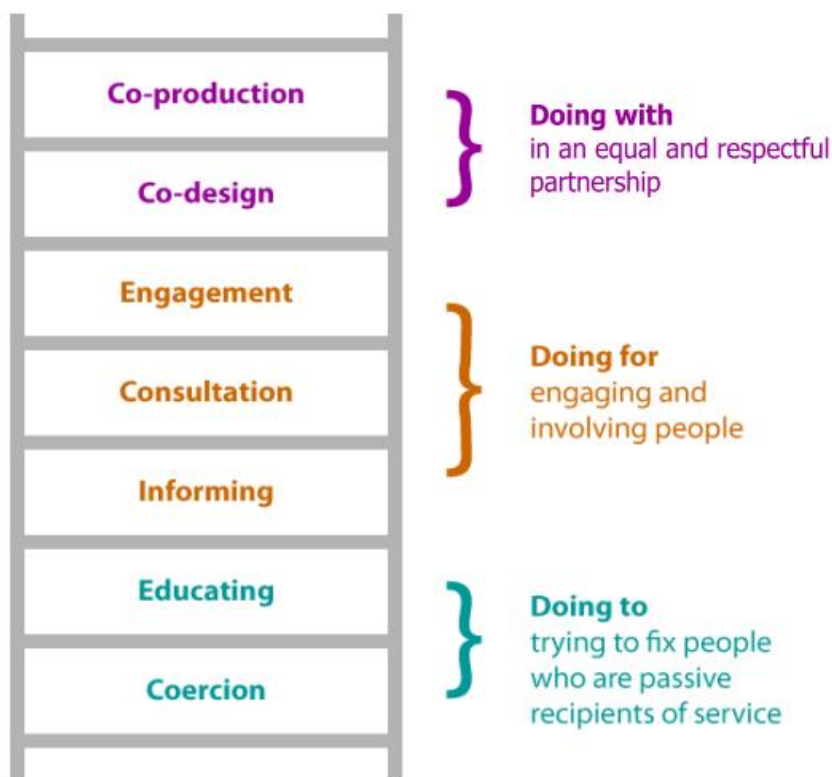 Co-production
Co-design
Doing with
in an equal and respectful
partnership
Engagement
Consultation
Informing
Doing for
engaging and
involving people
Educating
Coercion
Doing to
trying to fix people
who are passive
recipients of service